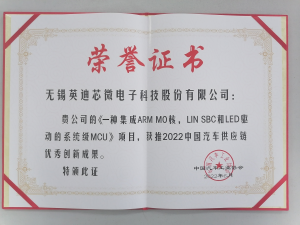 荣誉证书
无锡英迪芯微电子科技股份有限公司：
贵公司的《一种集成ARM M0核，LIN SBC和LED驱
动的系统级MCU》项目，获推2022中国汽车供应链
优秀创新成果。
特颁此证